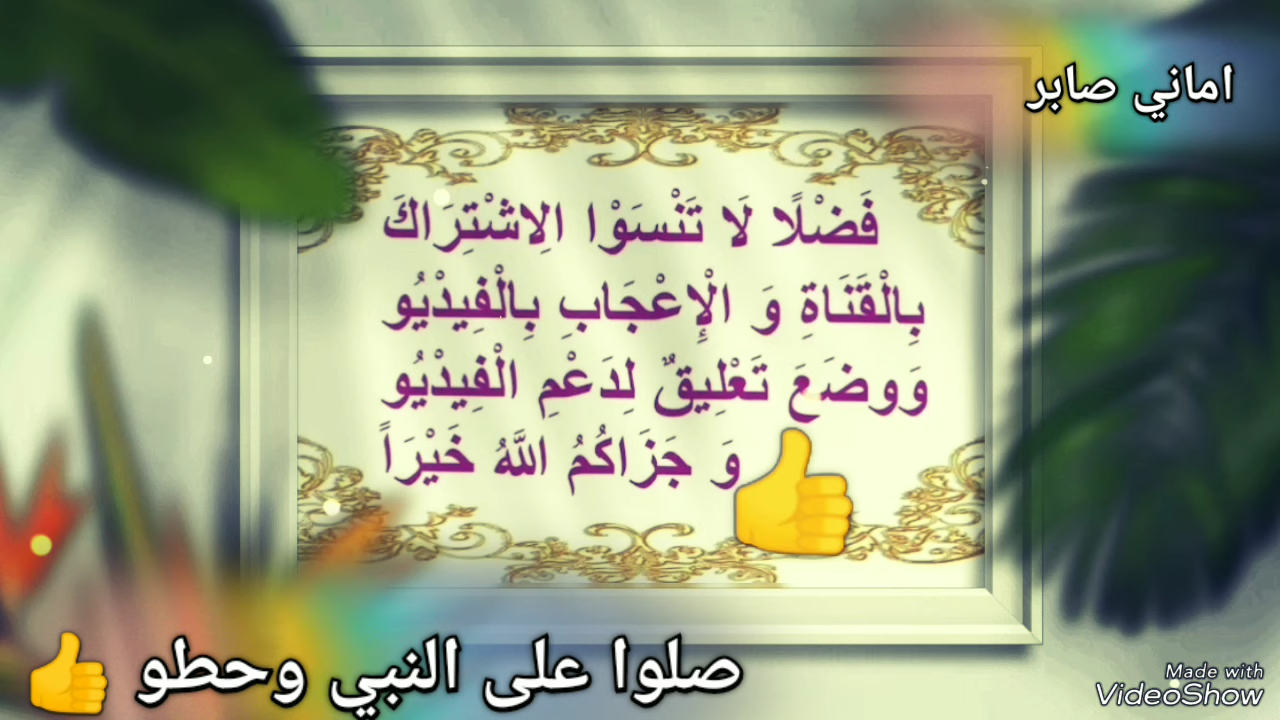 اماني صابر
فَضْلًا لَا تَنْسَوْا الِاشْتِرَاكَ
بِالْقَنَاةِ وَ الْإِعْجَابِ بِالْفِيدْيُو
وَوضَعَ تَعْلِيقٌ لِدَعْمِ الْفِيدْيُو
وَ جَزَاكُمُ اللَّهُ خَيْرَاً
صلوا على النبي وحطو 👍
Made with
VideoShow